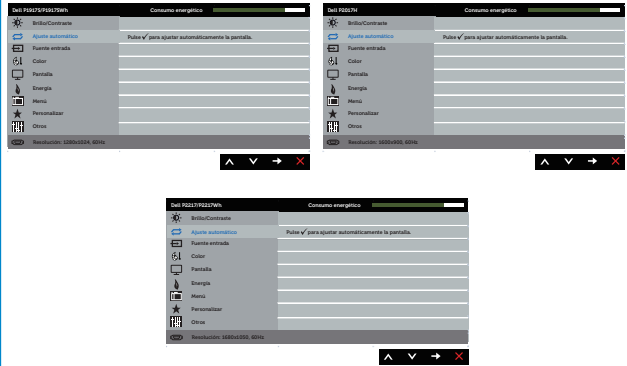 Dell P1917S/P1917SWh Consumo energético
Brillo/Contraste
Ajuste automático Pulse ✓ para ajustar automáticamente la pantalla.
Fuente entrada
Color
Pantalla
Energía
Menú
Personalizar
Otros
Resolución: 1280x1024, 60Hz
Dell P2017H Consumo energético
Brillo/Contraste
Ajuste automático Pulse ✓ para ajustar automáticamente la pantalla.
Fuente entrada
Color
Pantalla
Energía
Menú
Personalizar
Otros
Resolución: 1600x900, 60Hz
Dell P2217/P2217Wh Consumo energético
Brillo/Contraste
Ajuste automático Pulse ✓ para ajustar automáticamente la pantalla.
Fuente entrada
Color
Pantalla
Energía
Menú
Personalizar
Otros
Resolución: 1680x1050, 60Hz